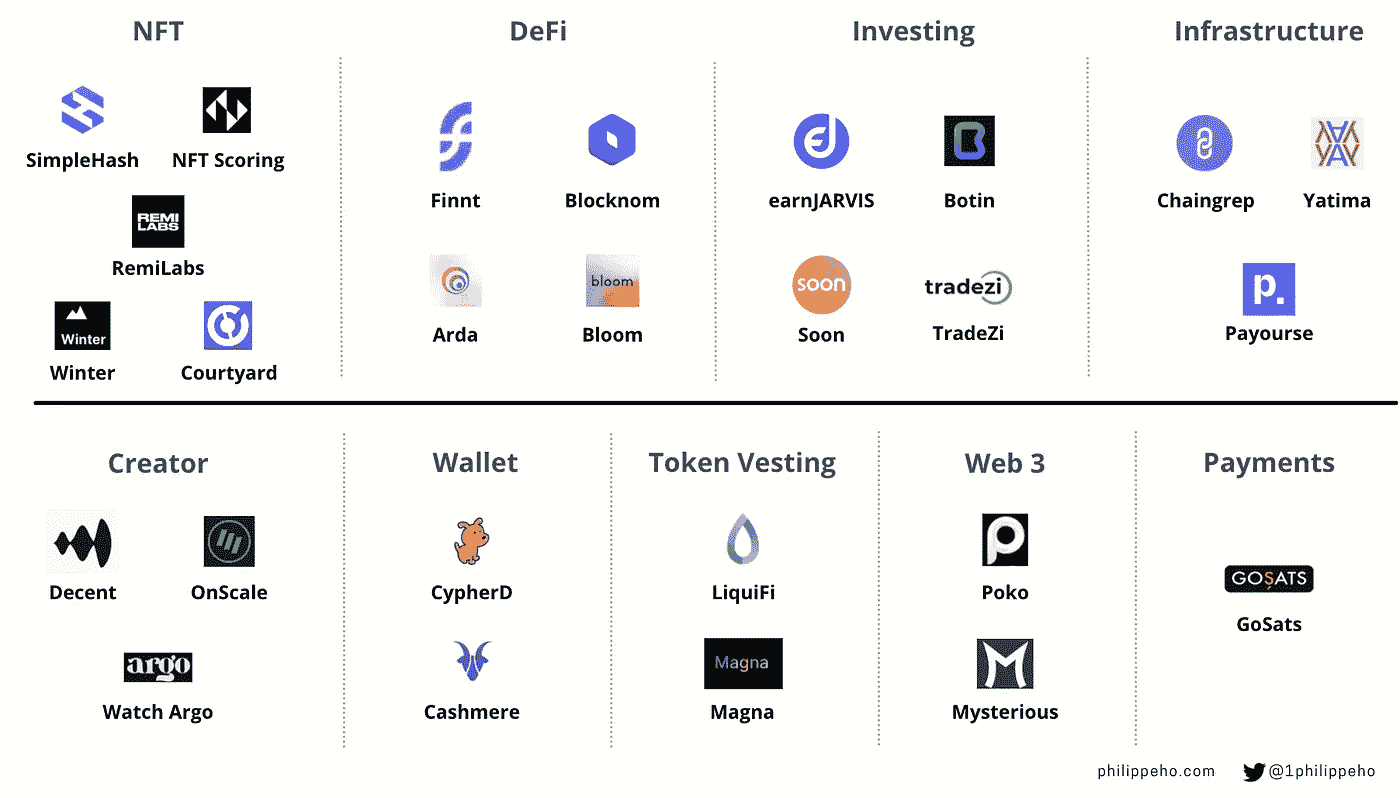 NFT
DeFi
Investing
Infrastructure
SimpleHash
NFT Scoring
REMI
LABS
RemiLabs
Winter
Winter
Courtyard
Finnt
Blocknom
bloom
Arda
Bloom
earnJARVIS
Botin
soon
tradezi
Soon
TradeZi
Chaingrep
Yatima
p.
Payourse
Creator
Wallet
Token Vesting
Web 3
Payments
Decent
OnScale
argo
Watch Argo
CypherD
Cashmere
LiquiFi
Magna
Magna
Poko
Mysterious
GOSATS
GoSats
philippeho.com
@1philippeho